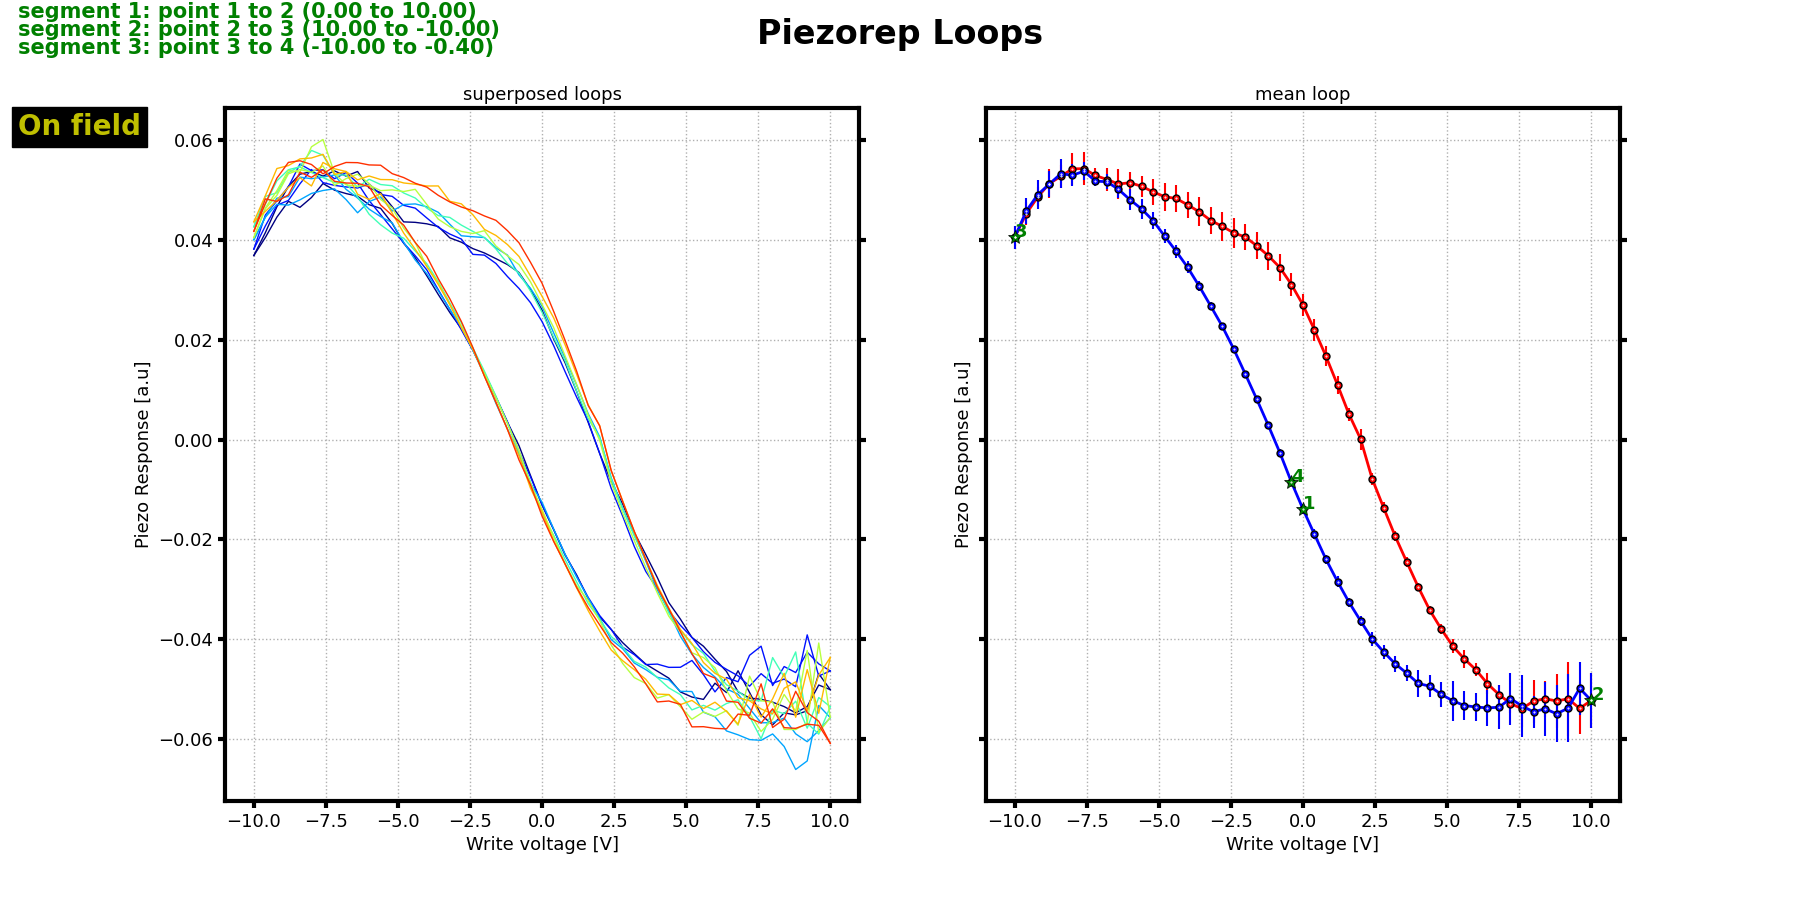 segment 1: point 1 to 2 (0.00 to 10.00)
segment 2: point 2 to 3 (10.00 to -10.00)
segment 3: point 3 to 4 (-10.00 to -0.40)
Piezorep Loops
On field
superposed loops
0.06
0.04
0.02
0.00
−0.02
−0.04
−0.06
Piezo Response [a.u]
−10.0 −7.5 −5.0 −2.5 0.0 2.5 5.0 7.5 10.0
Write voltage [V]
mean loop
Piezo Response [a.u]
3
4
1
2
−10.0 −7.5 −5.0 −2.5 0.0 2.5 5.0 7.5 10.0
Write voltage [V]